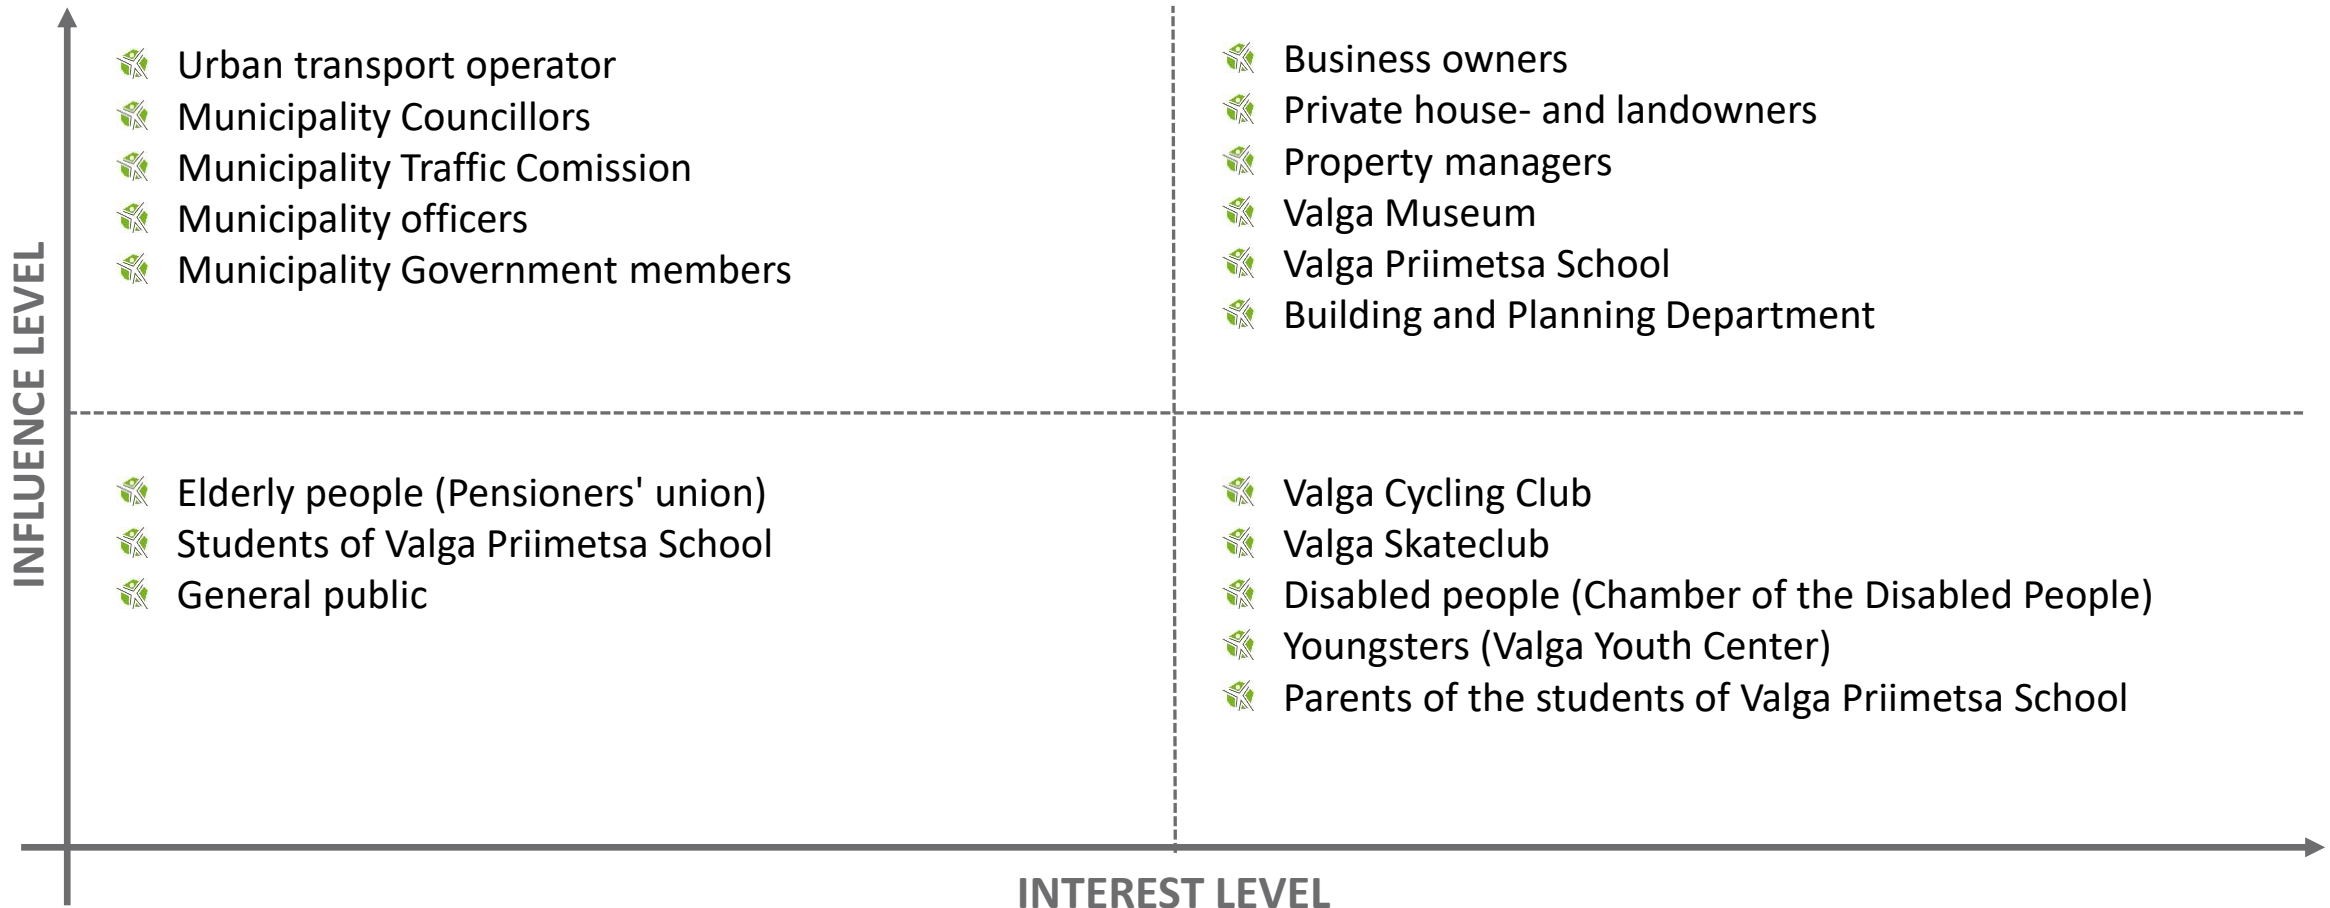 Urban transport operator
Municipality Councillors
Municipality Traffic Comission
Municipality officers
Municipality Government members
Business owners
Private house- and landowners
Property managers
Valga Museum
Valga Priimetsa School
Building and Planning Department
INFLUENCE LEVEL
Elderly people (Pensioners' union)
Students of Valga Priimetsa School
General public
Valga Cycling Club
Valga Skateclub
Disabled people (Chamber of the Disabled People)
Youngsters (Valga Youth Center)
Parents of the students of Valga Priimetsa School
INTEREST LEVEL